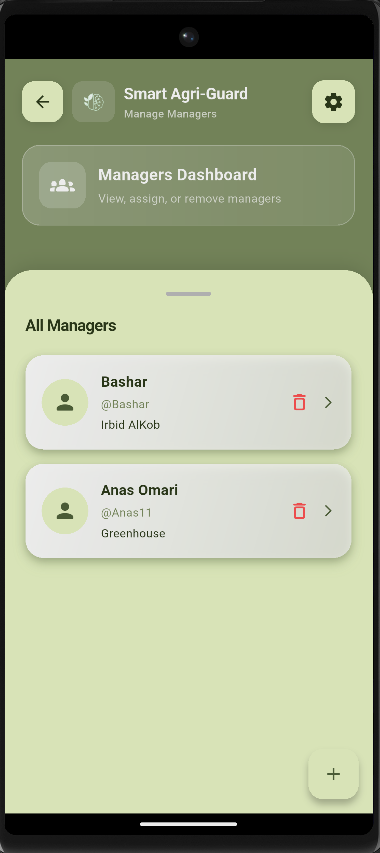 Smart Agri-Guard
Manage Managers
Managers Dashboard
View, assign, or remove managers
All Managers
Bashar
@Bashar
Irbid AlKob
Anas Omari
@Anas11
Greenhouse